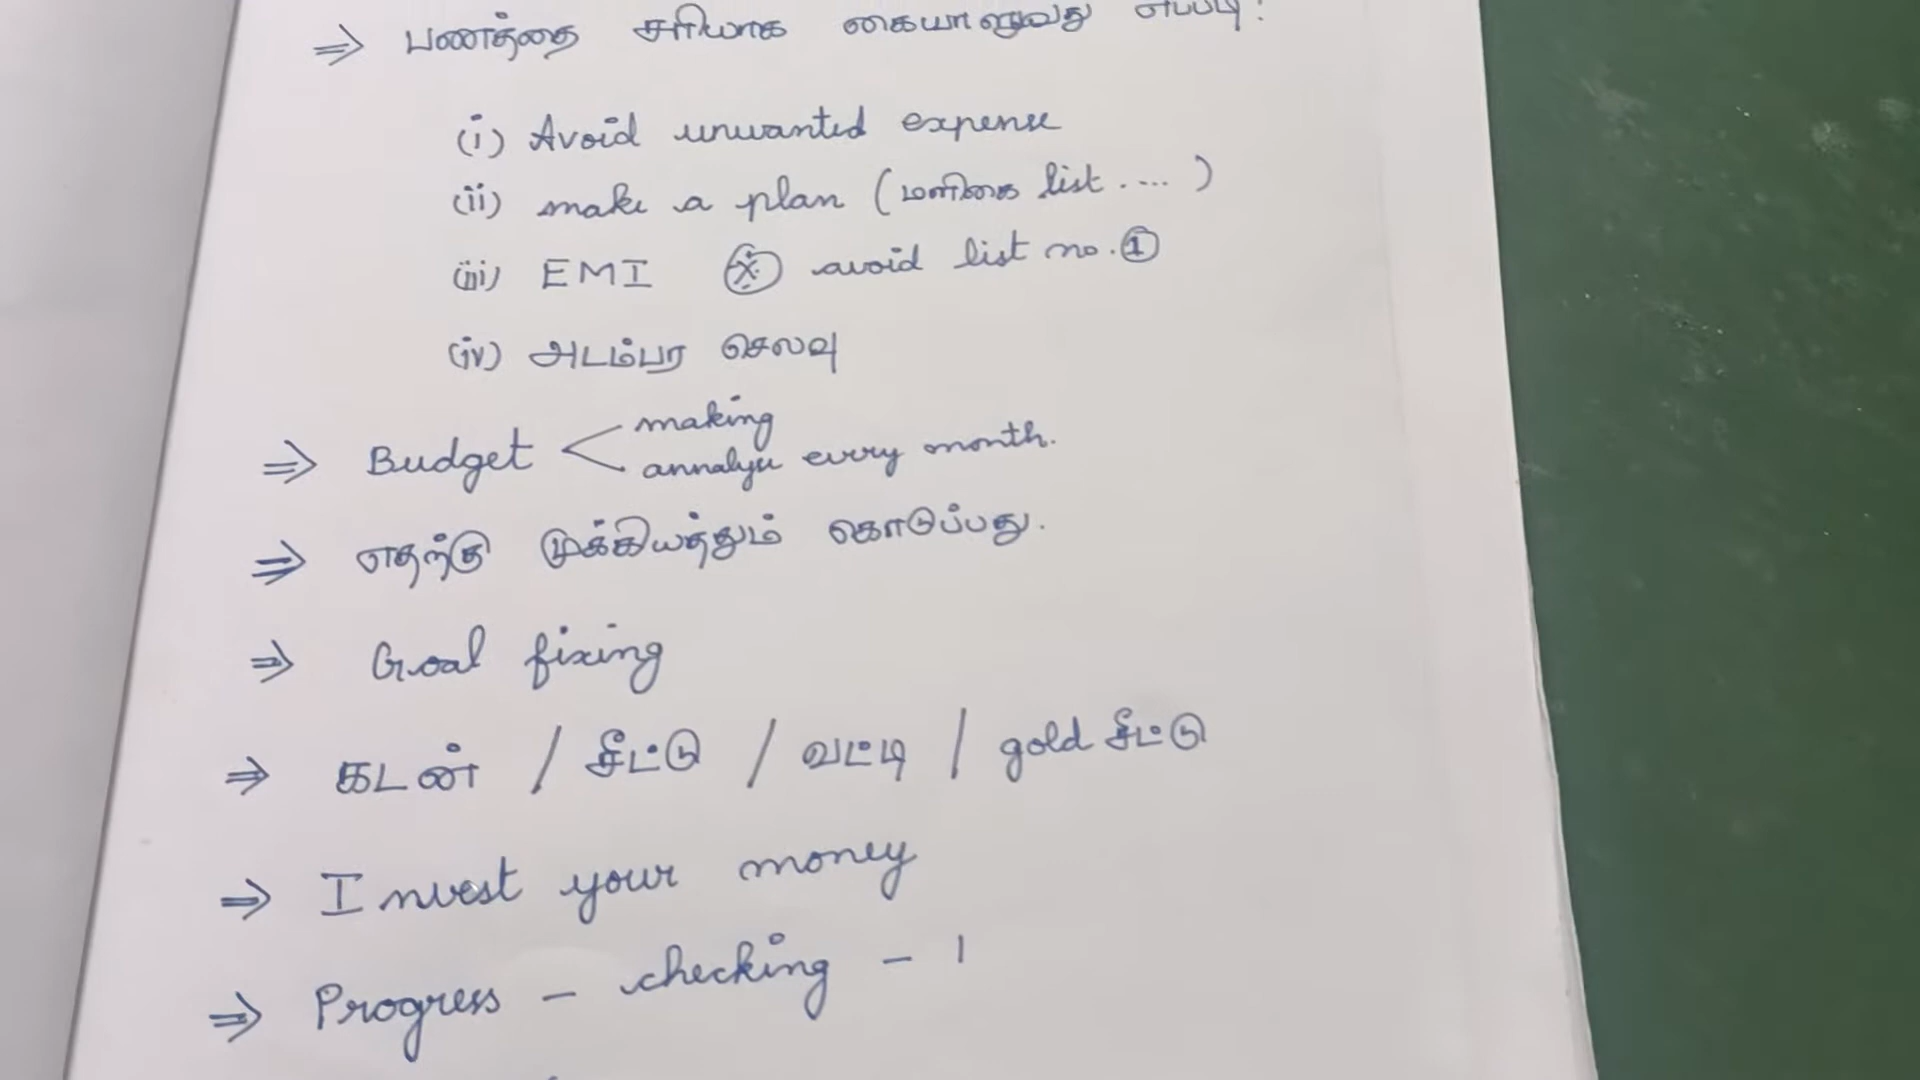 ⇒ பணத்தை சரியாக கையாளுவது எப்படி?
(i) Avoid unwanted expense
(ii) make a plan (மளிகை list ....)
(iii) EMI ⓧ avoid list no. ①
(iv) அடம்பர செலவு
⇒ Budget < making
annalyse every month.
⇒ எதற்கு முக்கியத்தும் கொடுப்பது.
⇒ Goal fixing
⇒ கடன் / சீட்டு / வட்டி / gold சீட்டு
⇒ Invest your money
⇒ Progress - checking - 1